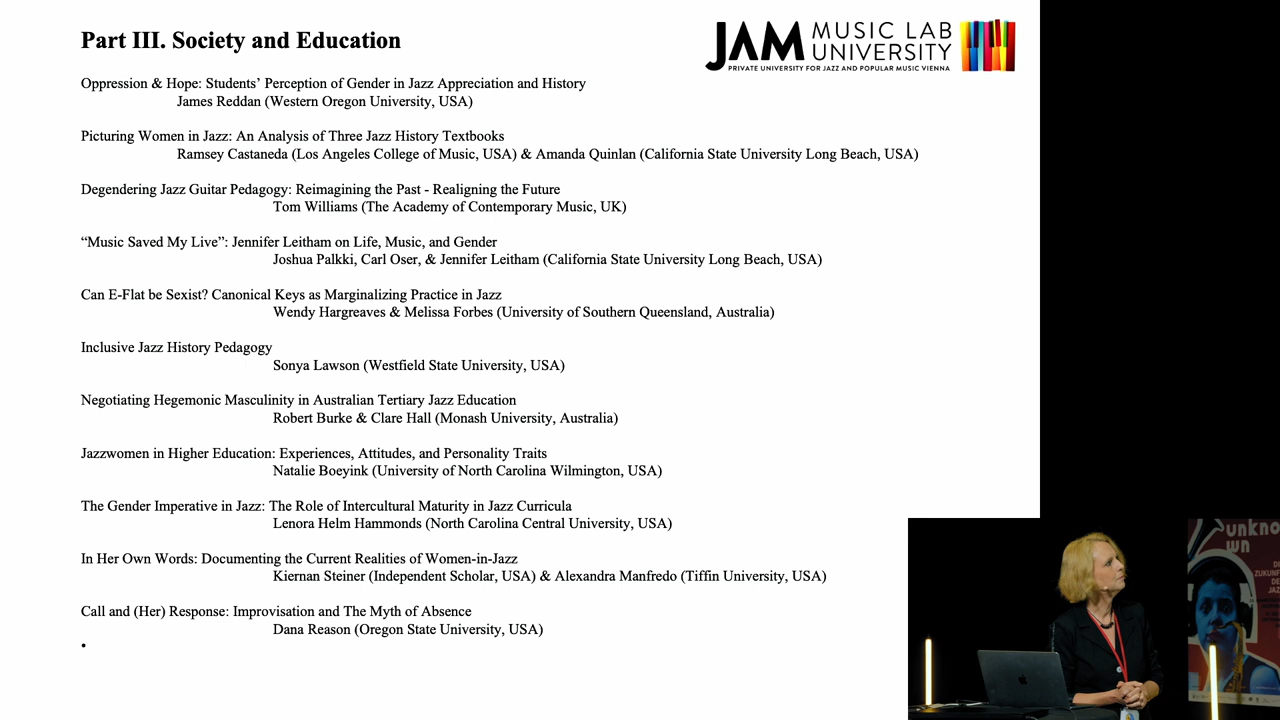 Part III. Society and Education
JAM MUSIC LAB
UNIVERSITY
PRIVATE UNIVERSITY FOR JAZZ AND POPULAR MUSIC VIENNA
Oppression & Hope: Students’ Perception of Gender in Jazz Appreciation and History
James Reddan (Western Oregon University, USA)
Picturing Women in Jazz: An Analysis of Three Jazz History Textbooks
Ramsey Castaneda (Los Angeles College of Music, USA) & Amanda Quinlan (California State University Long Beach, USA)
Degendering Jazz Guitar Pedagogy: Reimagining the Past - Realigning the Future
Tom Williams (The Academy of Contemporary Music, UK)
“Music Saved My Live”: Jennifer Leitham on Life, Music, and Gender
Joshua Palkki, Carl Oser, & Jennifer Leitham (California State University Long Beach, USA)
Can E-Flat be Sexist? Canonical Keys as Marginalizing Practice in Jazz
Wendy Hargreaves & Melissa Forbes (University of Southern Queensland, Australia)
Inclusive Jazz History Pedagogy
Sonya Lawson (Westfield State University, USA)
Negotiating Hegemonic Masculinity in Australian Tertiary Jazz Education
Robert Burke & Clare Hall (Monash University, Australia)
Jazzwomen in Higher Education: Experiences, Attitudes, and Personality Traits
Natalie Boeyink (University of North Carolina Wilmington, USA)
The Gender Imperative in Jazz: The Role of Intercultural Maturity in Jazz Curricula
Lenora Helm Hammonds (North Carolina Central University, USA)
In Her Own Words: Documenting the Current Realities of Women-in-Jazz
Kiernan Steiner (Independent Scholar, USA) & Alexandra Manfredo (Tiffin University, USA)
Call and (Her) Response: Improvisation and The Myth of Absence
Dana Reason (Oregon State University, USA)
•
unkno
wn
ZUKUNF